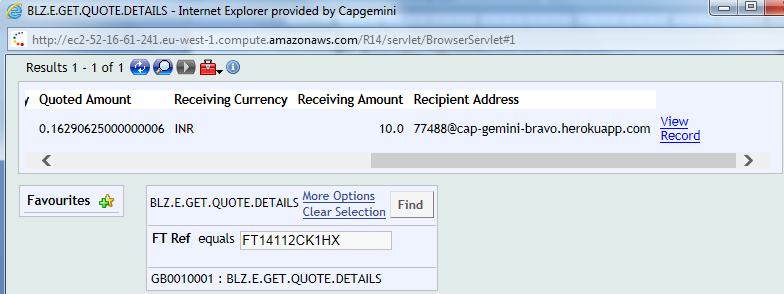 BLZ.E.GET.QUOTE.DETAILS - Internet Explorer provided by Capgemini
http://ec2-52-16-61-241.eu-west-1.compute.amazonaws.com/R14/servlet/BrowserServlet#1
Results 1 - 1 of 1
y Quoted Amount Receiving Currency Receiving Amount Recipient Address
0.16290625000000006 INR 10.0 77488@cap-gemini-bravo.herokuapp.com View Record
Favourites
BLZ.E.GET.QUOTE.DETAILS More Options Clear Selection Find
FT Ref equals FT14112CK1HX
GB0010001 : BLZ.E.GET.QUOTE.DETAILS